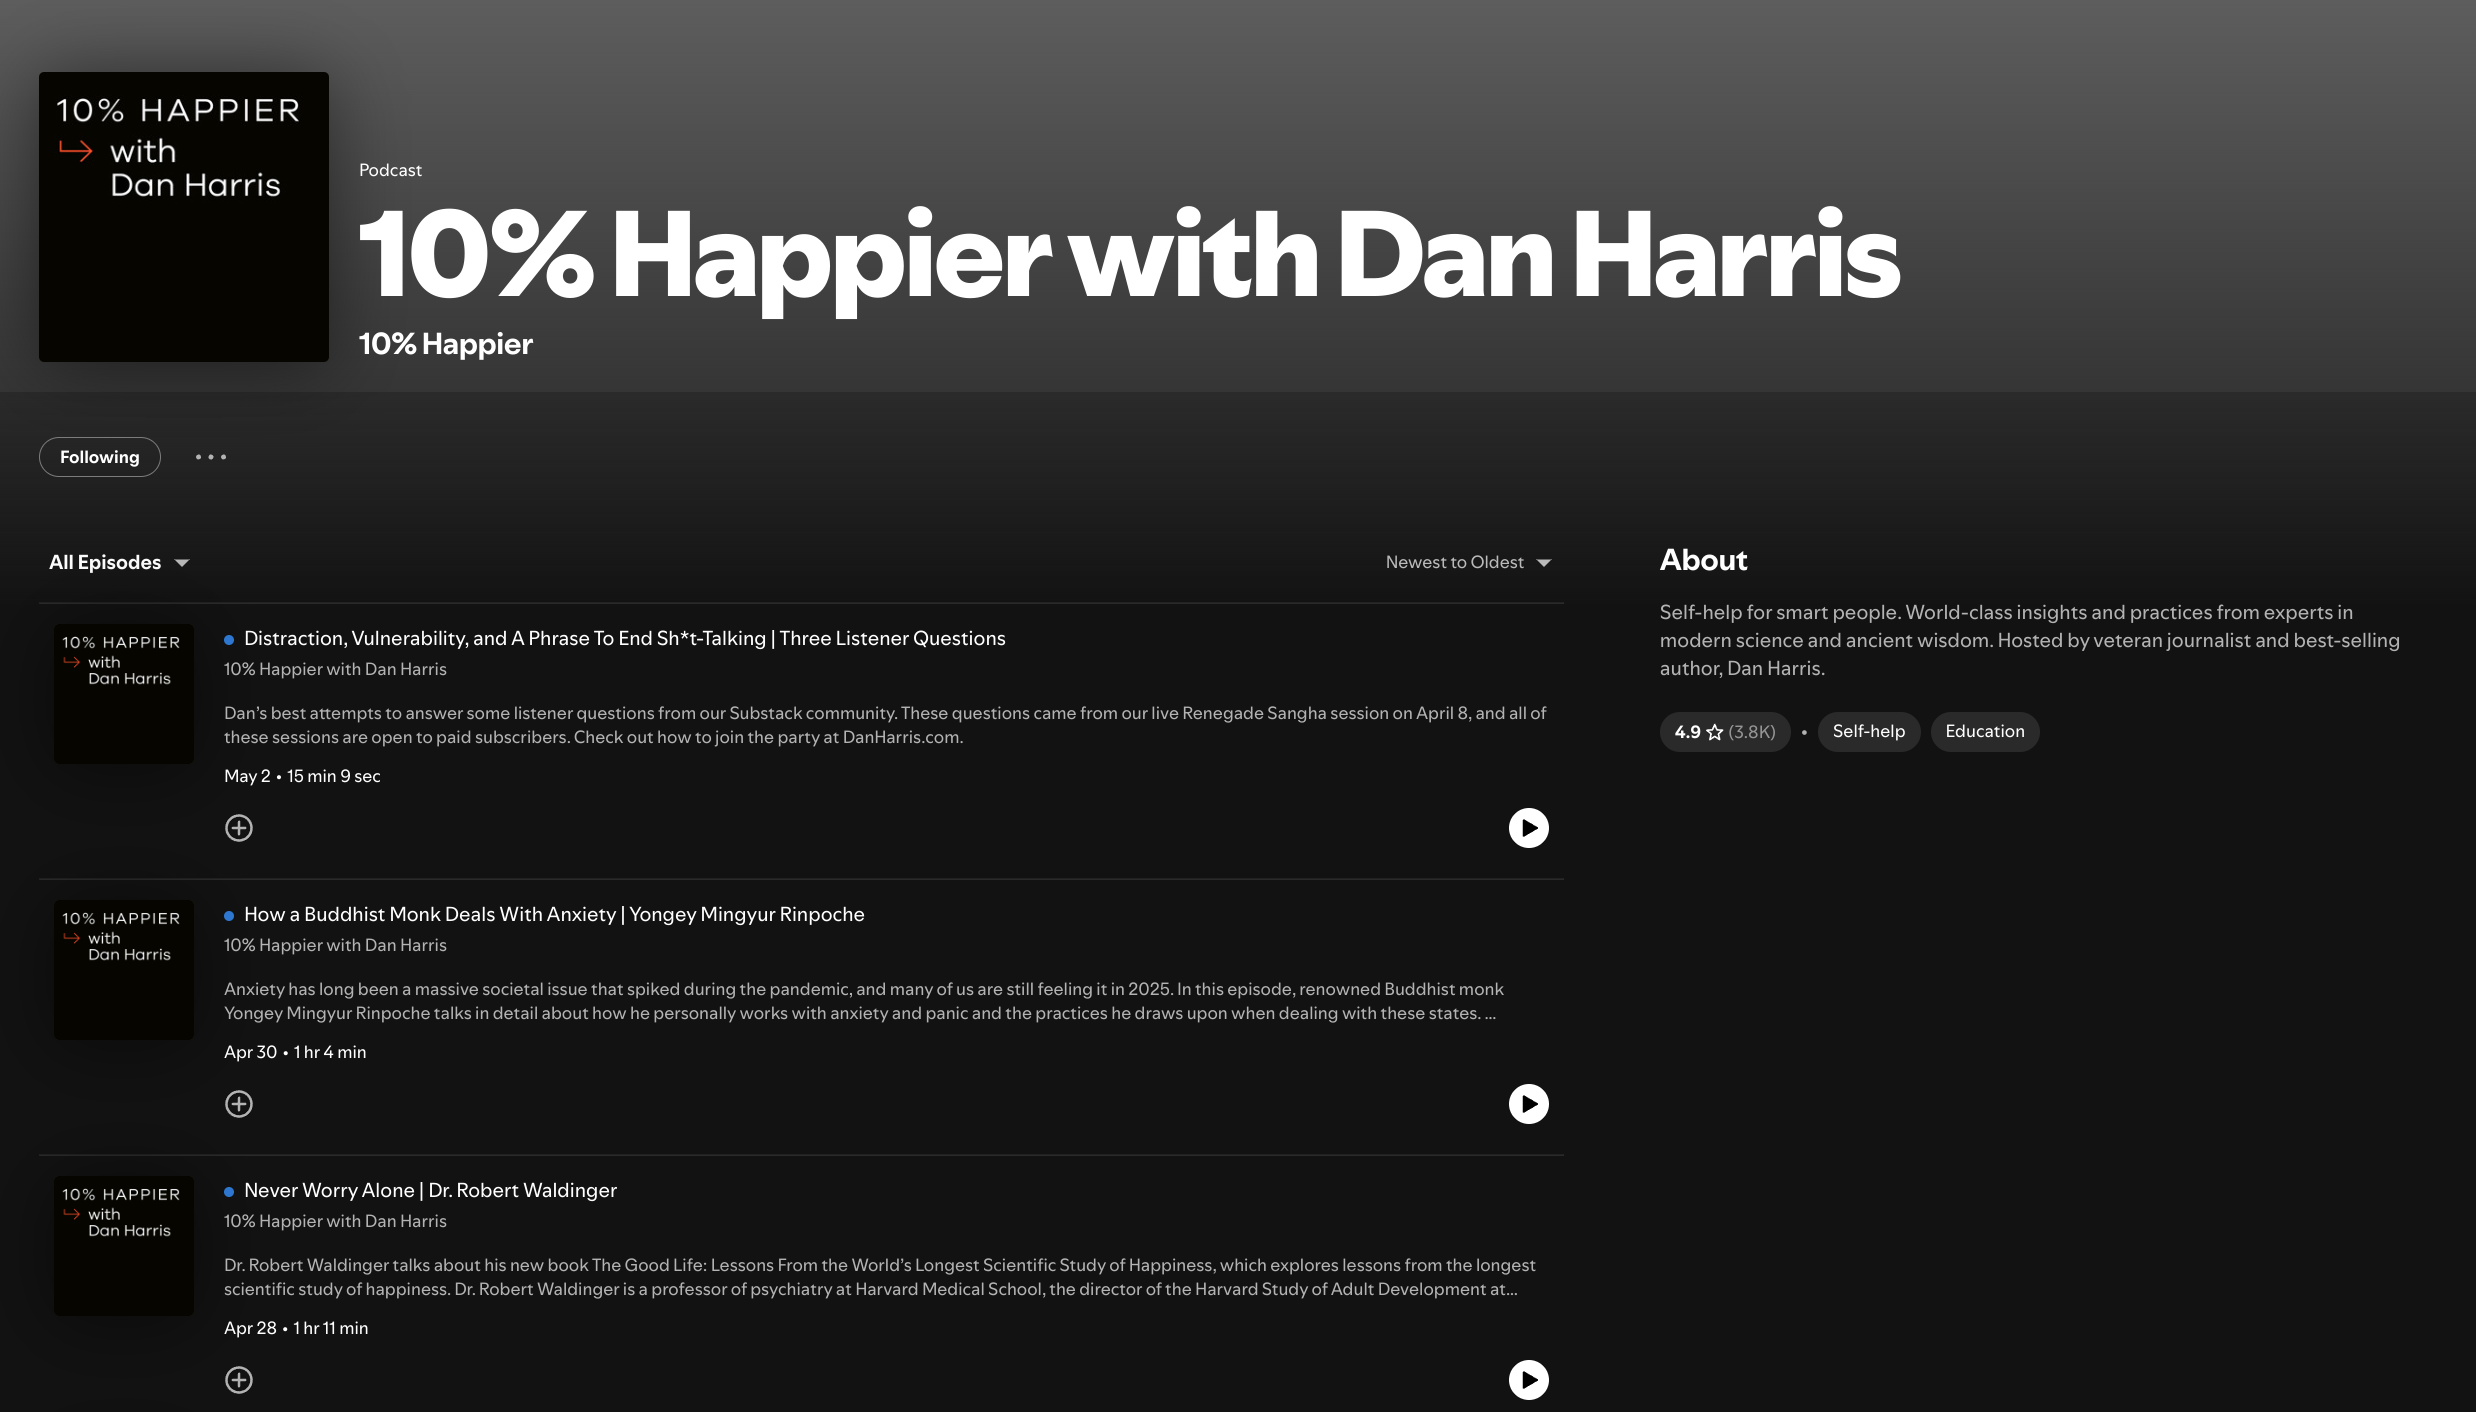 10% HAPPIER
with
Dan Harris
Podcast
10% Happier with Dan Harris
10% Happier
Following
All Episodes
Newest to Oldest
10% HAPPIER
with
Dan Harris
Distraction, Vulnerability, and A Phrase To End Sh*t-Talking | Three Listener Questions
10% Happier with Dan Harris
Dan’s best attempts to answer some listener questions from our Substack community. These questions came from our live Renegade Sangha session on April 8, and all of
these sessions are open to paid subscribers. Check out how to join the party at DanHarris.com.
May 2 • 15 min 9 sec
10% HAPPIER
with
Dan Harris
How a Buddhist Monk Deals With Anxiety | Yongey Mingyur Rinpoche
10% Happier with Dan Harris
Anxiety has long been a massive societal issue that spiked during the pandemic, and many of us are still feeling it in 2025. In this episode, renowned Buddhist monk
Yongey Mingyur Rinpoche talks in detail about how he personally works with anxiety and panic and the practices he draws upon when dealing with these states. ...
Apr 30 • 1 hr 4 min
10% HAPPIER
with
Dan Harris
Never Worry Alone | Dr. Robert Waldinger
10% Happier with Dan Harris
Dr. Robert Waldinger talks about his new book The Good Life: Lessons From the World’s Longest Scientific Study of Happiness, which explores lessons from the longest
scientific study of happiness. Dr. Robert Waldinger is a professor of psychiatry at Harvard Medical School, the director of the Harvard Study of Adult Development at...
Apr 28 • 1 hr 11 min
About
Self-help for smart people. World-class insights and practices from experts in
modern science and ancient wisdom. Hosted by veteran journalist and best-selling
author, Dan Harris.
4.9 (3.8K) • Self-help Education